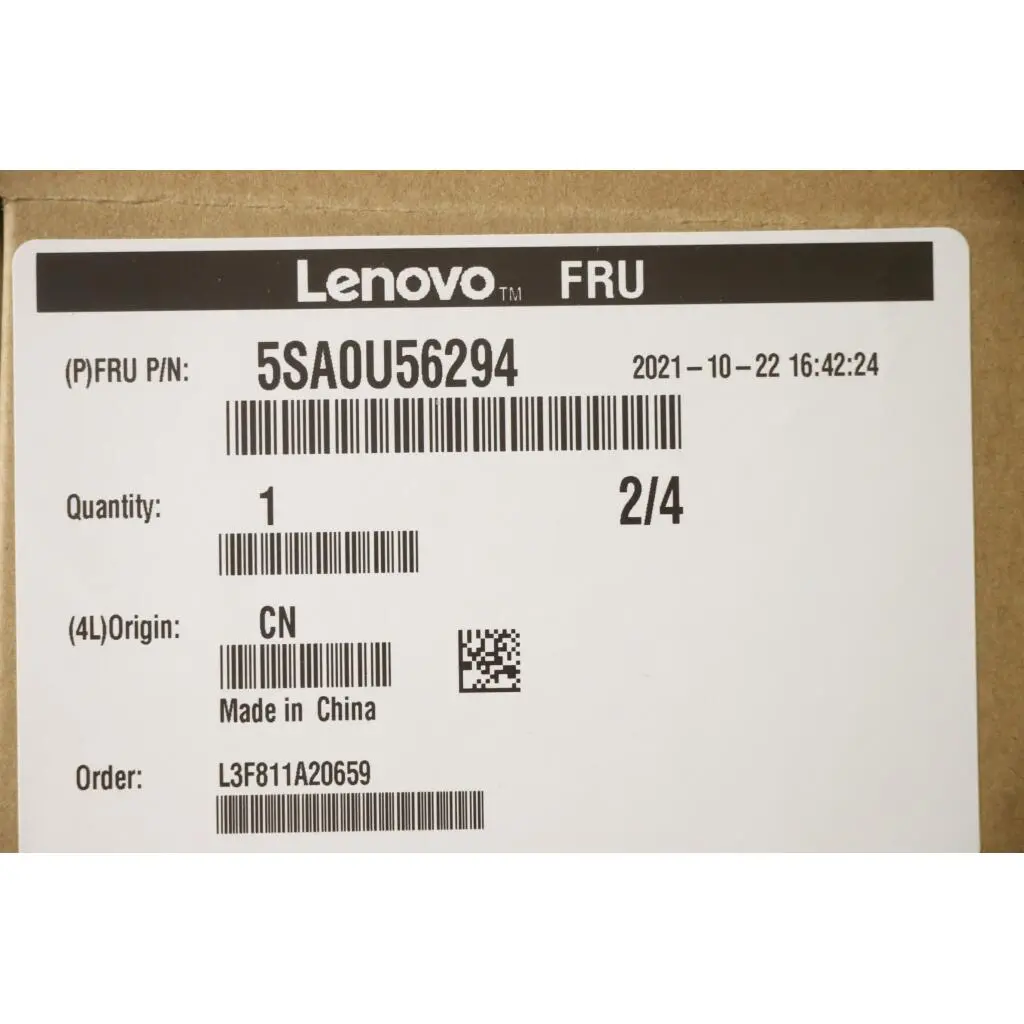 Lenovo™ FRU
(P)FRU P/N: 5SA0U56294 2021-10-22 16:42:24
Quantity: 1 2/4
(4L)Origin: CN
Made in China
Order: L3F811A20659